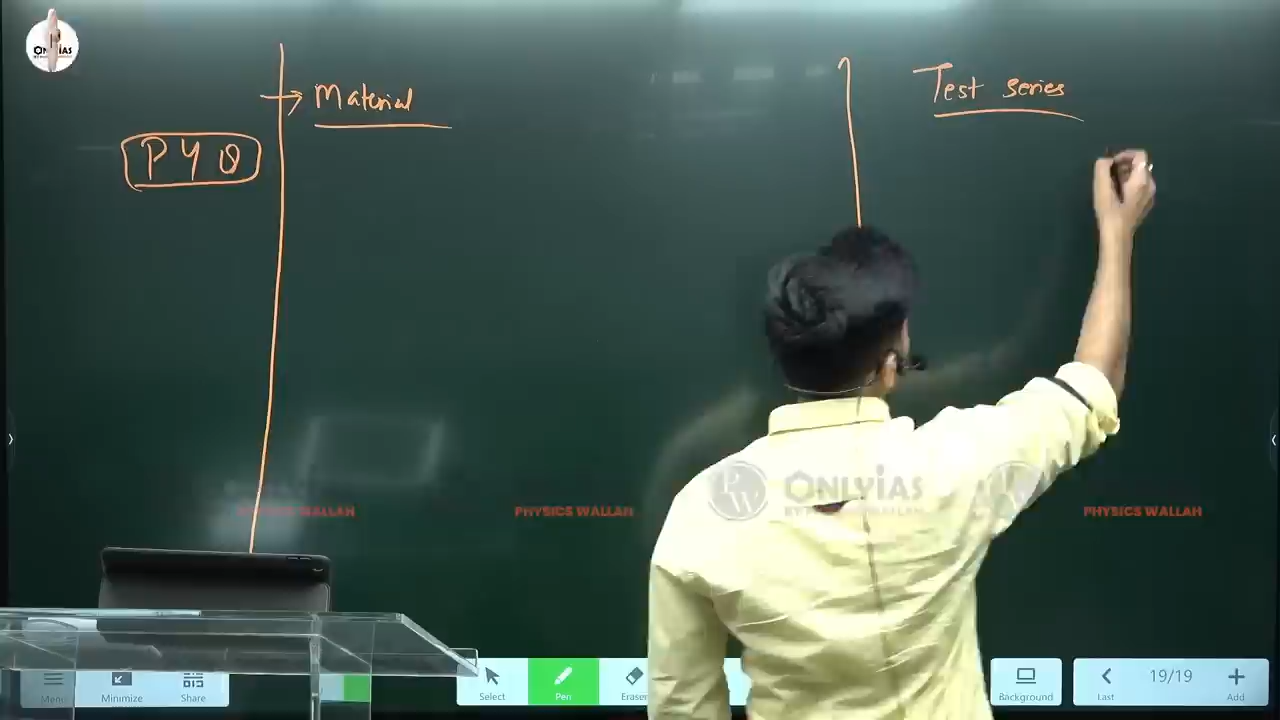 ONLYIAS
Material
Test series
PYQ
ONLYIAS
PHYSICS WALLAH
PHYSICS WALLAH
PHYSICS WALLAH
Menu
Minimize
Share
Select
Pen
Eraser
Background
Last
19/19
Add